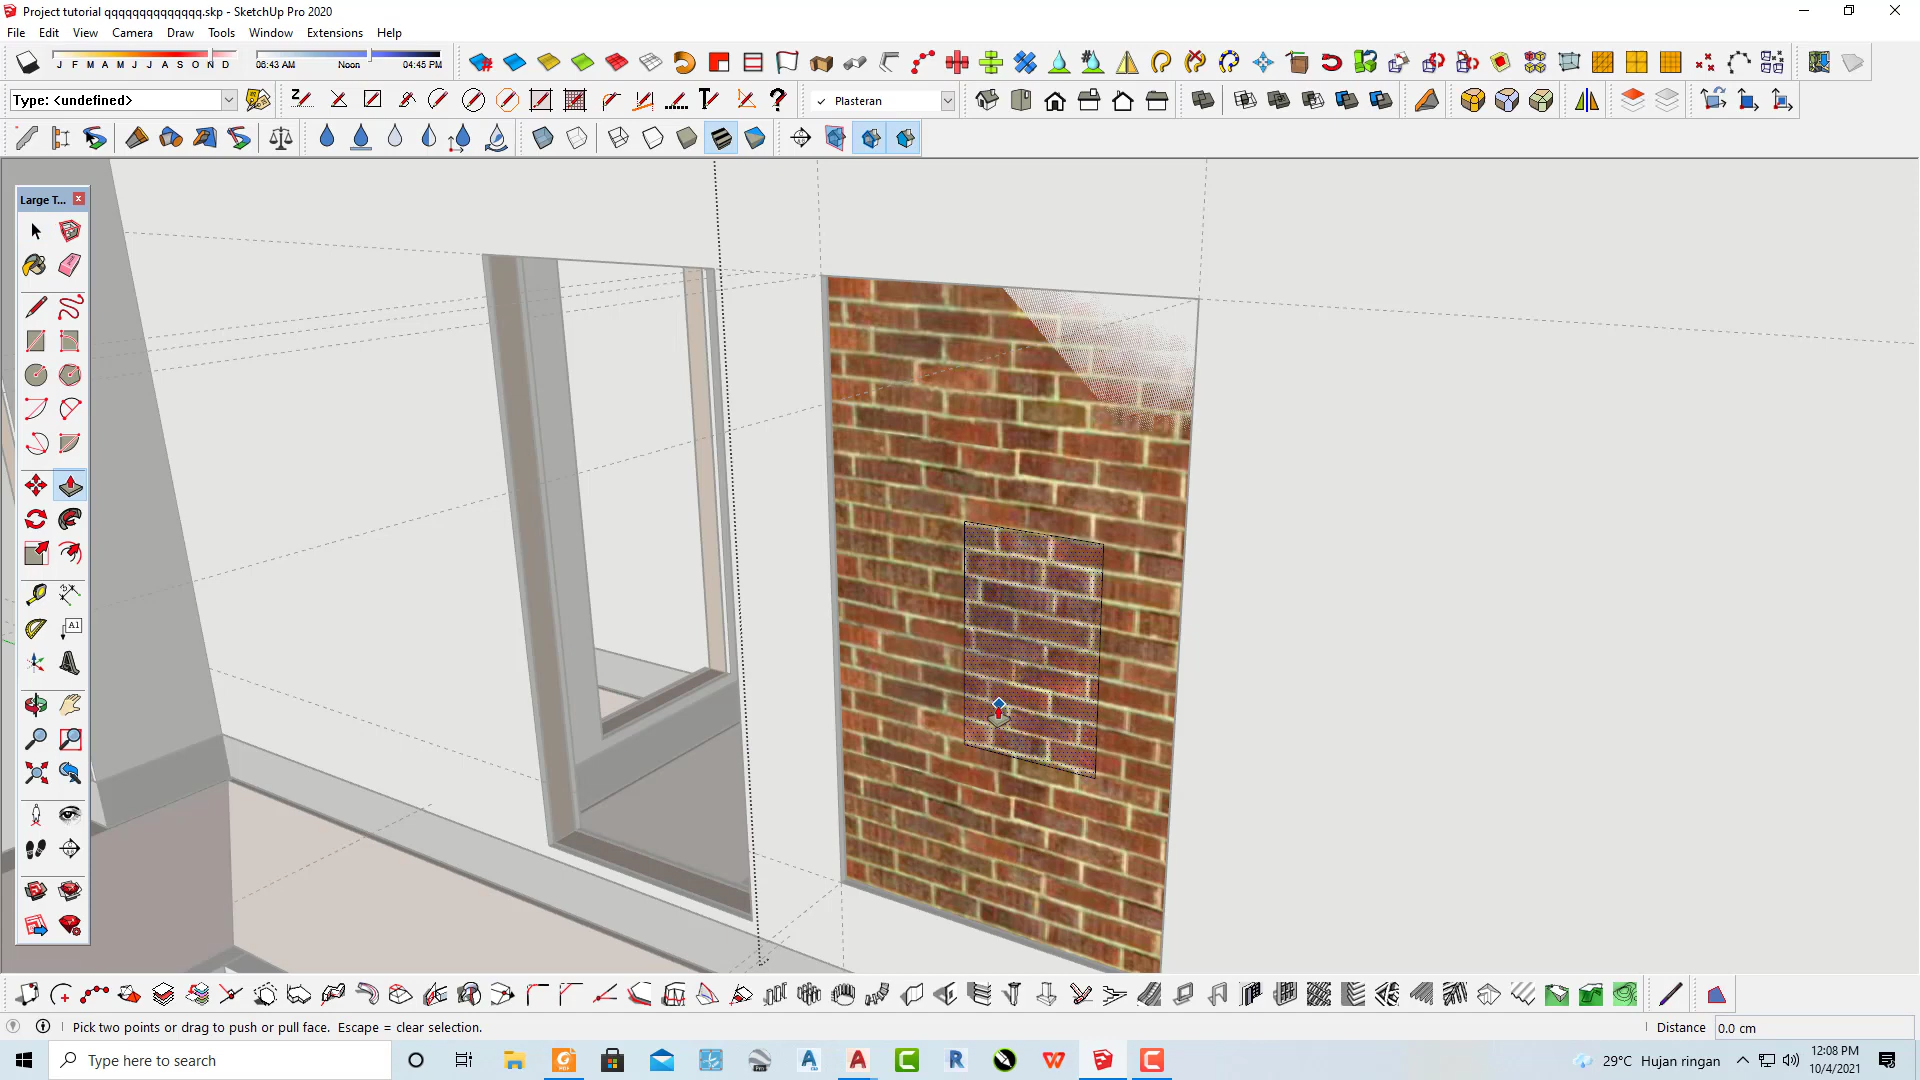 Project tutorial qqqqqqqqqqqqqq.skp - SketchUp Pro 2020
File Edit View Camera Draw Tools Window Extensions Help
J F M A M J J A S O N D
06:43 AM Noon 04:45 PM
Type: <undefined>
✓ Plasteran
Large T...
A1
Pick two points or drag to push or pull face. Escape = clear selection.
Distance 0.0 cm
Type here to search
29°C Hujan ringan
12:08 PM
10/4/2021